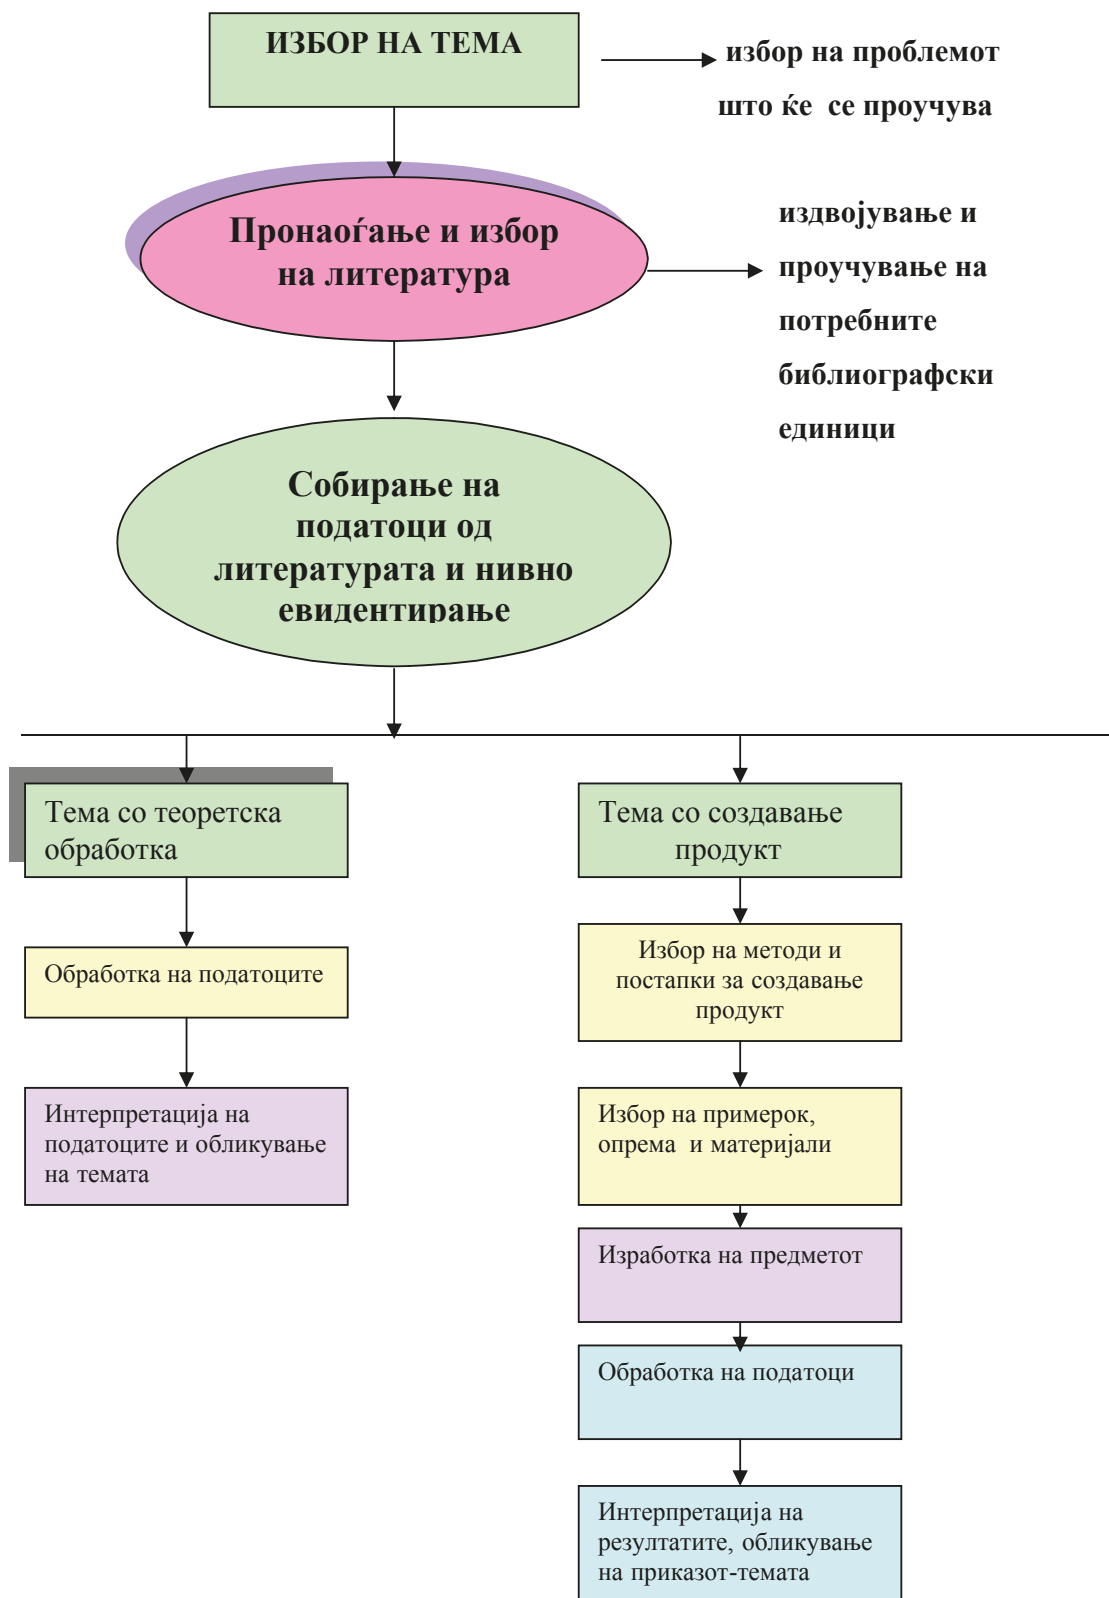 ИЗБОР НА ТЕМА
избор на проблемот
што ќе се проучува
Пронаоѓање и избор
на литература
издвојување и
проучување на
потребните
библиографски
единици
Собирање на
податоци од
литературата и нивно
евидентирање
Тема со теоретска
обработка
Обработка на податоците
Интерпретација на
податоците и обликување
на темата
Тема со создавање
продукт
Избор на методи и
постапки за создавање
продукт
Избор на примерок,
опрема и материјали
Изработка на предметот
Обработка на податоци
Интерпретација на
резултатите, обликување
на приказот-темата